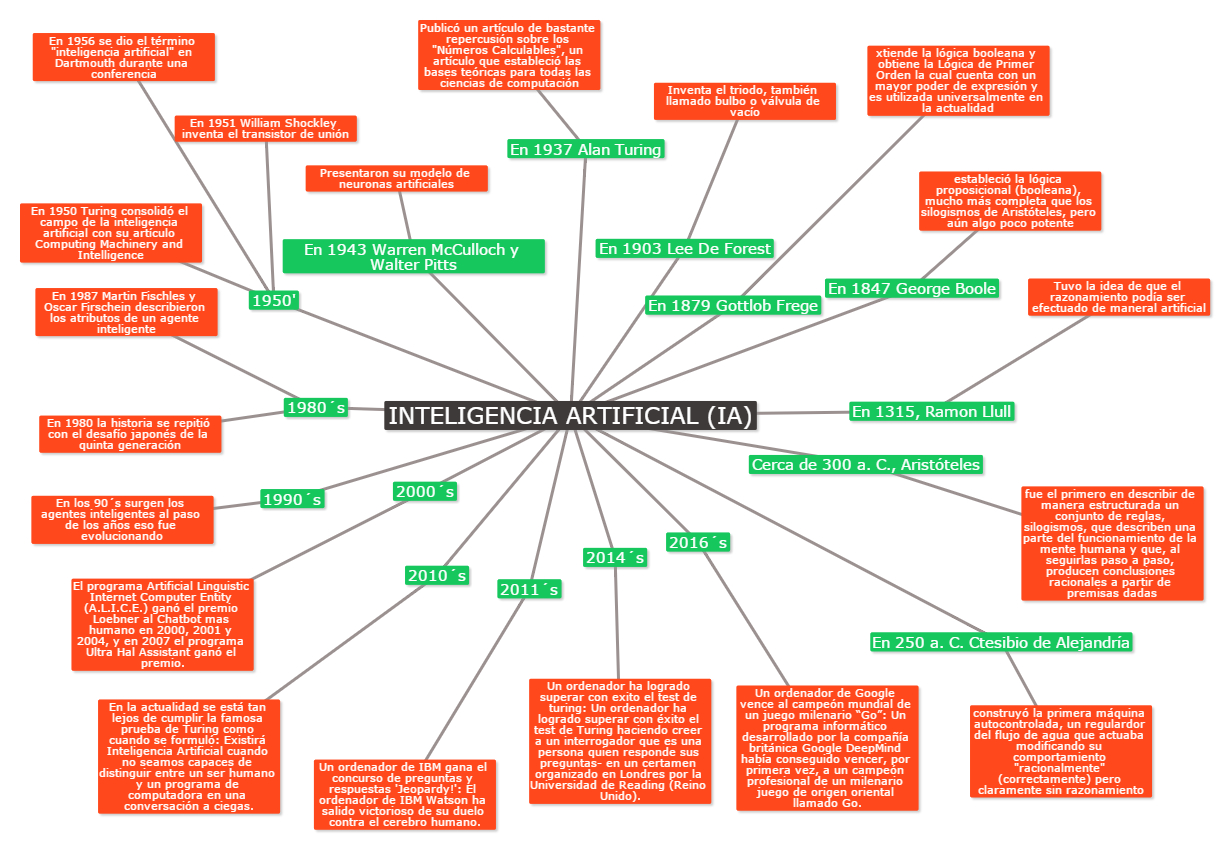 INTELIGENCIA ARTIFICIAL (IA)
En 1956 se dio el término
"inteligencia artificial" en
Dartmouth durante una
conferencia
En 1951 William Shockley
inventa el transistor de unión
En 1950 Turing consolidó el
campo de la inteligencia
artificial con su artículo
Computing Machinery and
Intelligence
1950'
Presentaron su modelo de
neuronas artificiales
En 1943 Warren McCulloch y
Walter Pitts
Publicó un artículo de bastante
repercusión sobre los
"Números Calculables", un
artículo que estableció las
bases teóricas para todas las
ciencias de computación
En 1937 Alan Turing
Inventa el triodo, también
llamado bulbo o válvula de
vacío
En 1903 Lee De Forest
xtiende la lógica booleana y
obtiene la Lógica de Primer
Orden la cual cuenta con un
mayor poder de expresión y
es utilizada universalmente en
la actualidad
En 1879 Gottlob Frege
estableció la lógica
proposicional (booleana),
mucho más completa que los
silogismos de Aristóteles, pero
aún algo poco potente
En 1847 George Boole
Tuvo la idea de que el
razonamiento podía ser
efectuado de maneral artificial
En 1315, Ramon Llull
Cerca de 300 a. C., Aristóteles
fue el primero en describir de
manera estructurada un
conjunto de reglas,
silogismos, que describen una
parte del funcionamiento de la
mente humana y que, al
seguirlas paso a paso,
producen conclusiones
racionales a partir de
premisas dadas
En 250 a. C. Ctesibio de Alejandría
construyó la primera máquina
autocontrolada, un regulardor
del flujo de agua que actuaba
modificando su
comportamiento
"racionalmente"
(correctamente) pero
claramente sin razonamiento
En 1987 Martin Fischles y
Oscar Firschein describieron
los atributos de un agente
inteligente
1980´s
En 1980 la historia se repitió
con el desafío japonés de la
quinta generación
1990´s
En los 90´s surgen los
agentes inteligentes al paso
de los años eso fue
evolucionando
2000´s
El programa Artificial Linguistic
Internet Computer Entity
(A.L.I.C.E.) ganó el premio
Loebner al Chatbot mas
humano en 2000, 2001 y
2004, y en 2007 el programa
Ultra Hal Assistant ganó el
premio.
2010´s
En la actualidad se está tan
lejos de cumplir la famosa
prueba de Turing como
cuando se formuló: Existirá
Inteligencia Artificial cuando
no seamos capaces de
distinguir entre un ser humano
y un programa de
computadora en una
conversación a ciegas.
2011´s
Un ordenador de IBM gana el
concurso de preguntas y
respuestas 'Jeopardy!': El
ordenador de IBM Watson ha
salido victorioso de su duelo
contra el cerebro humano.
2014´s
Un ordenador ha logrado
superar con exito el test de
turing: Un ordenador ha
logrado superar con éxito el
test de Turing haciendo creer
a un interrogador que es una
persona quien responde sus
preguntas- en un certamen
organizado en Londres por la
Universidad de Reading (Reino
Unido).
2016´s
Un ordenador de Google
vence al campeón mundial de
un juego milenario “Go”: Un
programa informático
desarrollado por la compañía
británica Google DeepMind
había conseguido vencer, por
primera vez, a un campeón
profesional de un milenario
juego de origen oriental
llamado Go.